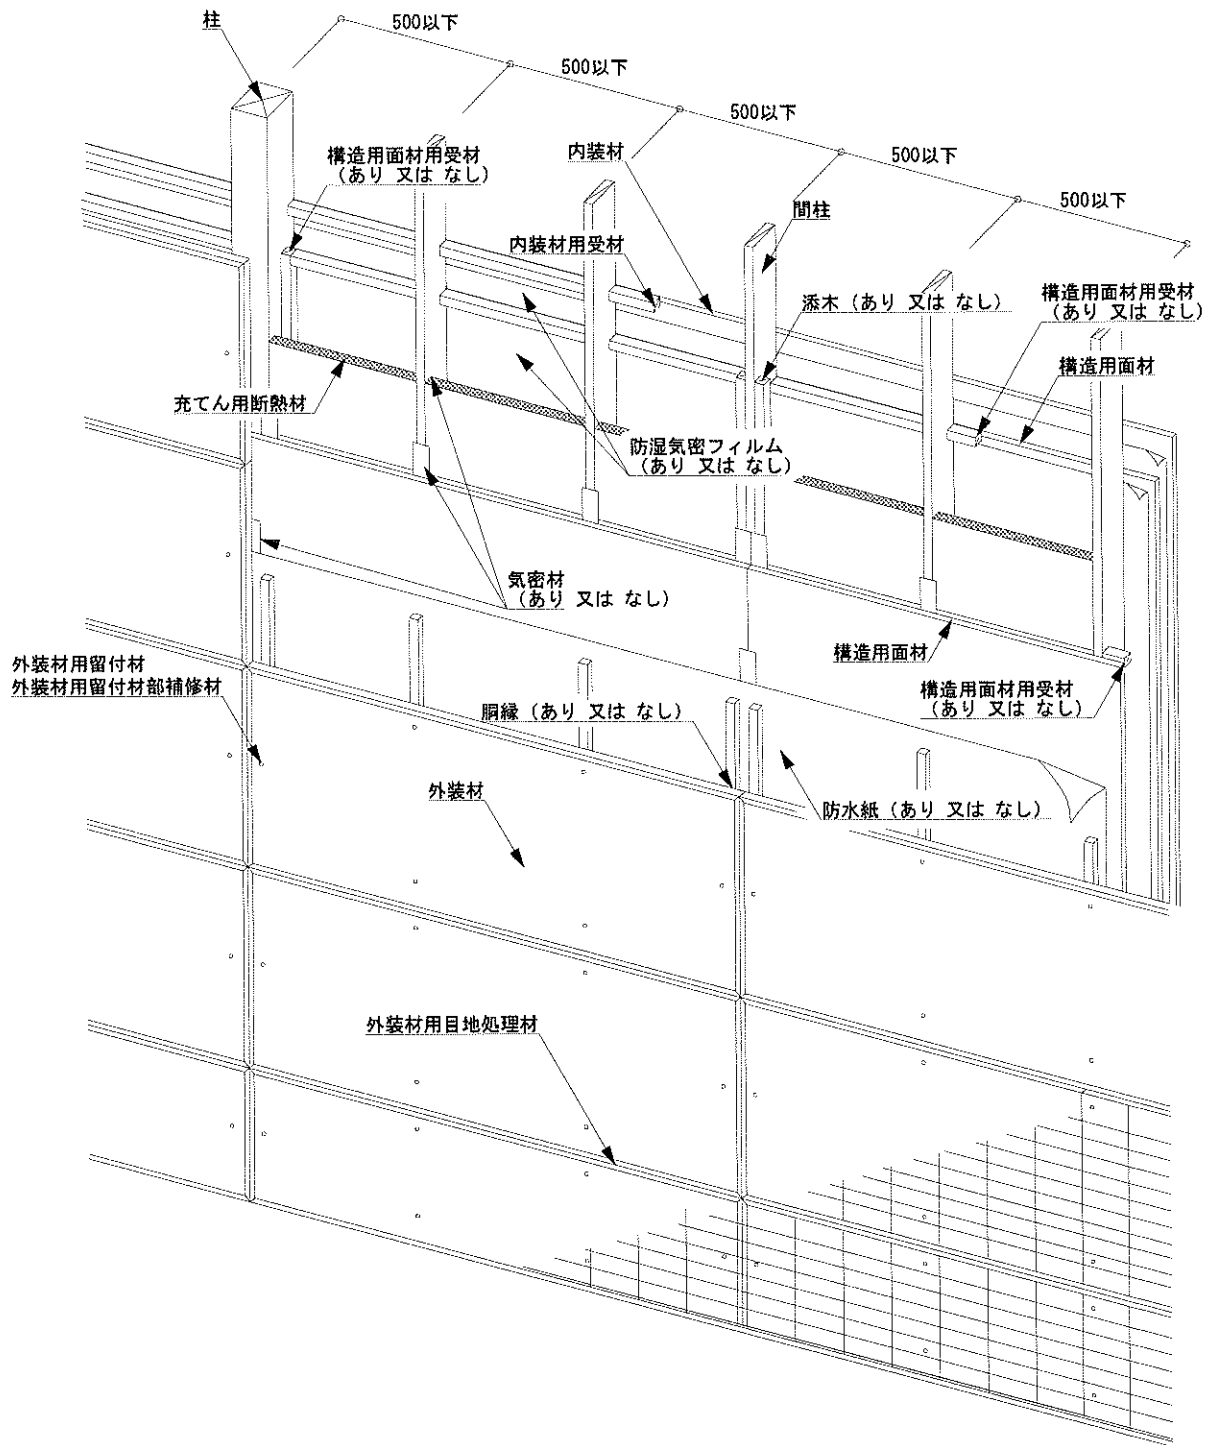 柱
500以下
500以下
500以下
500以下
500以下
構造用面材用受材
(あり 又は なし)
内装材
間柱
内装材用受材
添木 (あり 又は なし)
構造用面材用受材
(あり 又は なし)
構造用面材
充てん用断熱材
防湿気密フィルム
(あり 又は なし)
気密材
(あり 又は なし)
構造用面材
外装材用留付材
外装材用留付材部補修材
構造用面材用受材
(あり 又は なし)
胴縁 (あり 又は なし)
外装材
防水紙 (あり 又は なし)
外装材用目地処理材